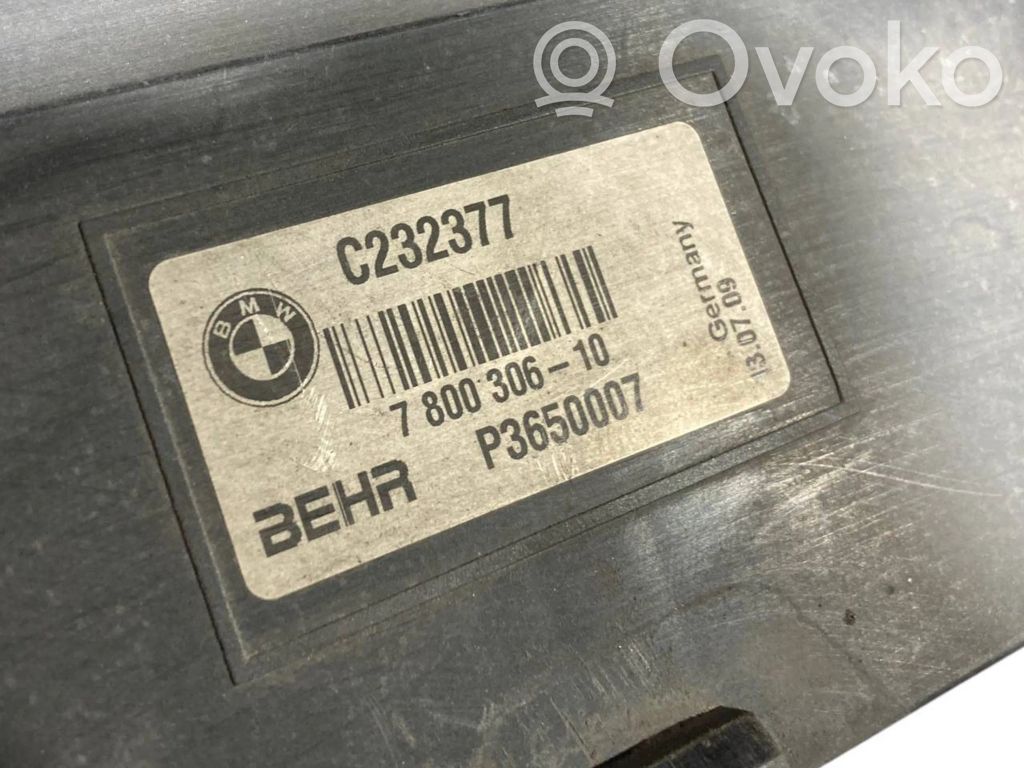 Ovoko
C232377
BMW
7 800 306-10
P3650007
BEHR
Germany
13.07.09